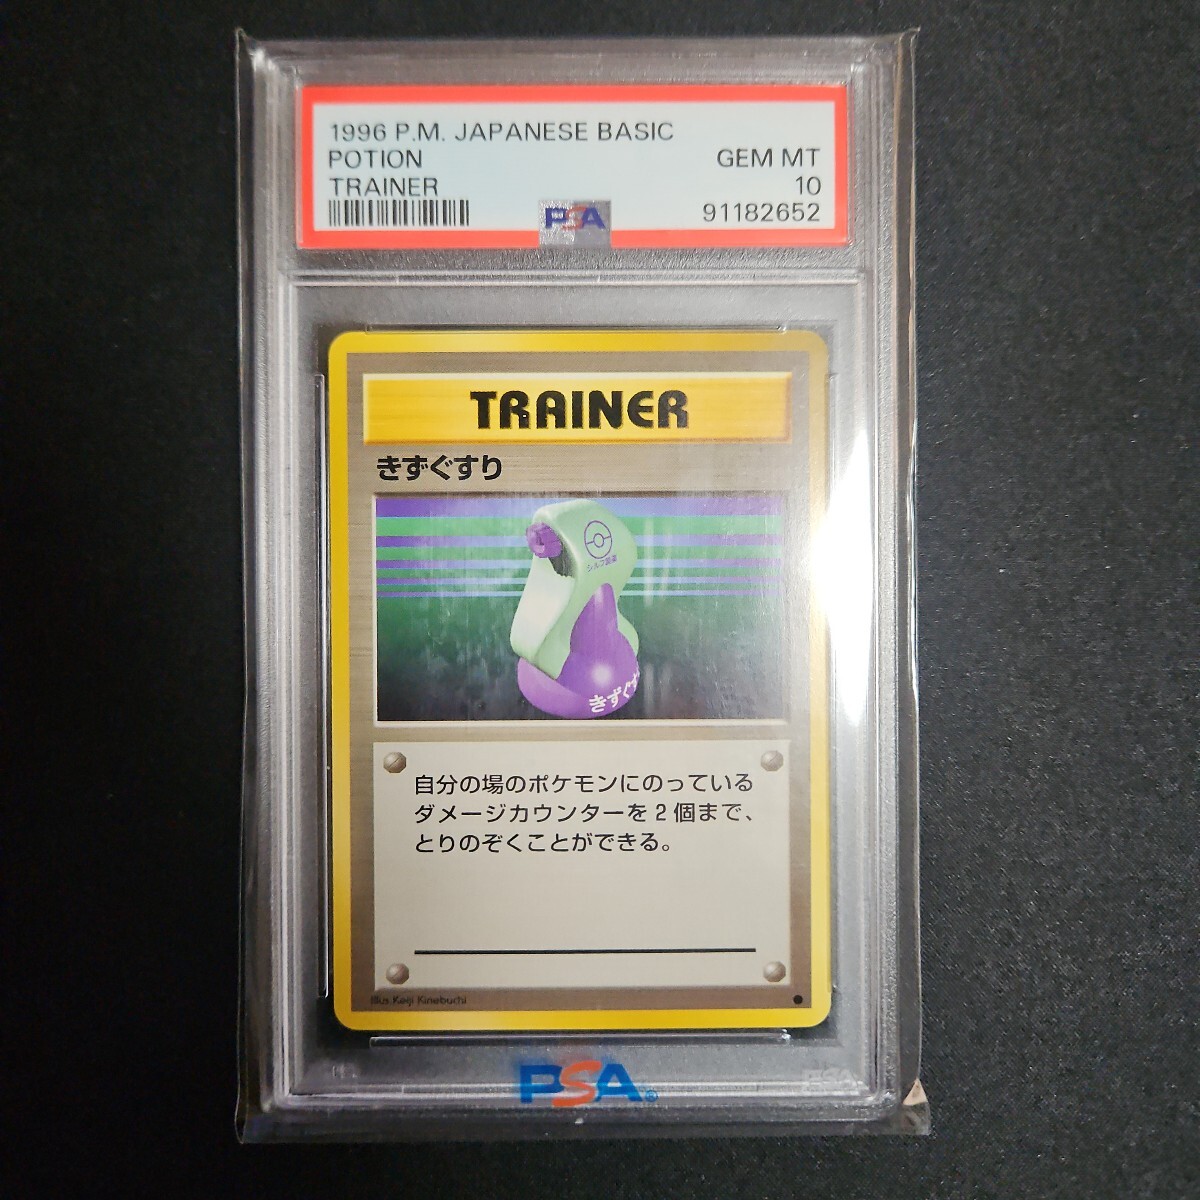 1996 P.M. JAPANESE BASIC
POTION GEM MT
TRAINER 10
91182652
PSA
TRAINER
きずぐすり
きずぐす
自分の場のポケモンにのっている
ダメージカウンターを2個まで、
とりのぞくことができる。
Illus. Keiji Kinebuchi
PSA